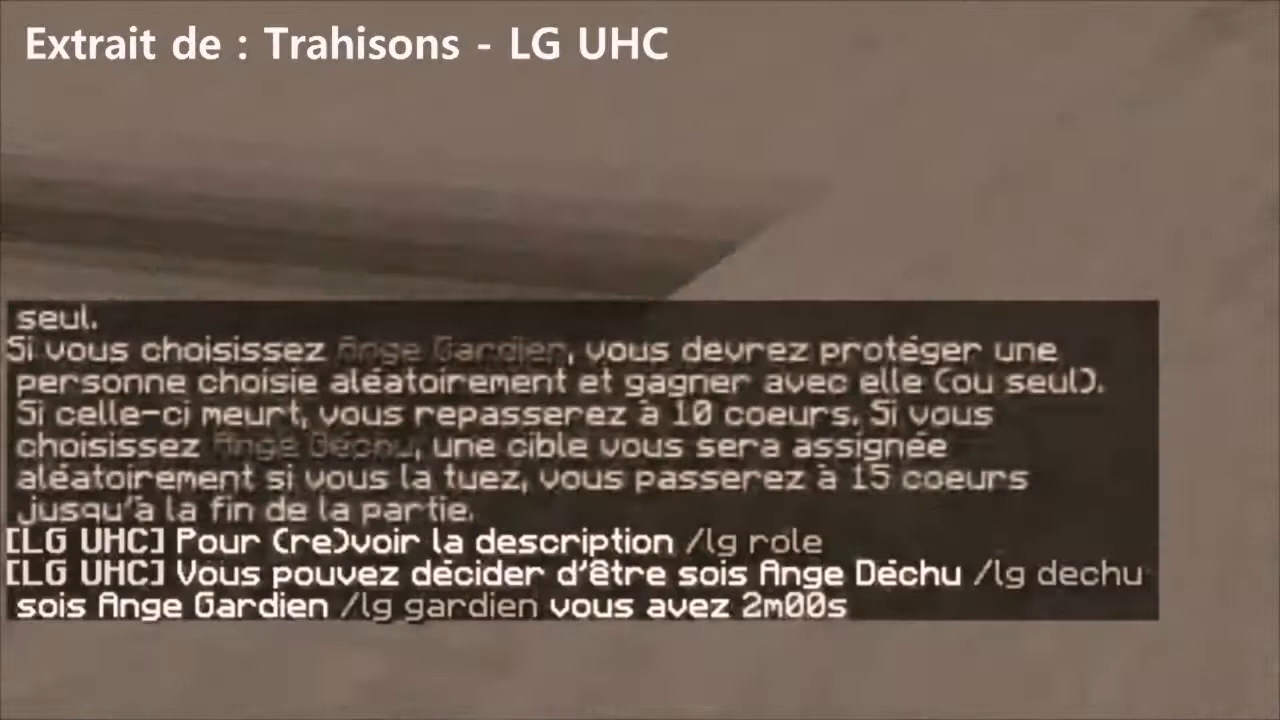 Extrait de : Trahisons - LG UHC
seul.
Si vous choisissez Ange Gardien, vous devrez protéger une
personne choisie aléatoirement et gagner avec elle (ou seul).
Si celle-ci meurt, vous repasserez à 10 coeurs. Si vous
choisissez Ange Déchu, une cible vous sera assignée
aléatoirement si vous la tuez, vous passerez à 15 coeurs
jusqu'à la fin de la partie.
[LG UHC] Pour (re)voir la description /lg role
[LG UHC] Vous pouvez décider d'être sois Ange Déchu /lg dechu
sois Ange Gardien /lg gardien vous avez 2m00s